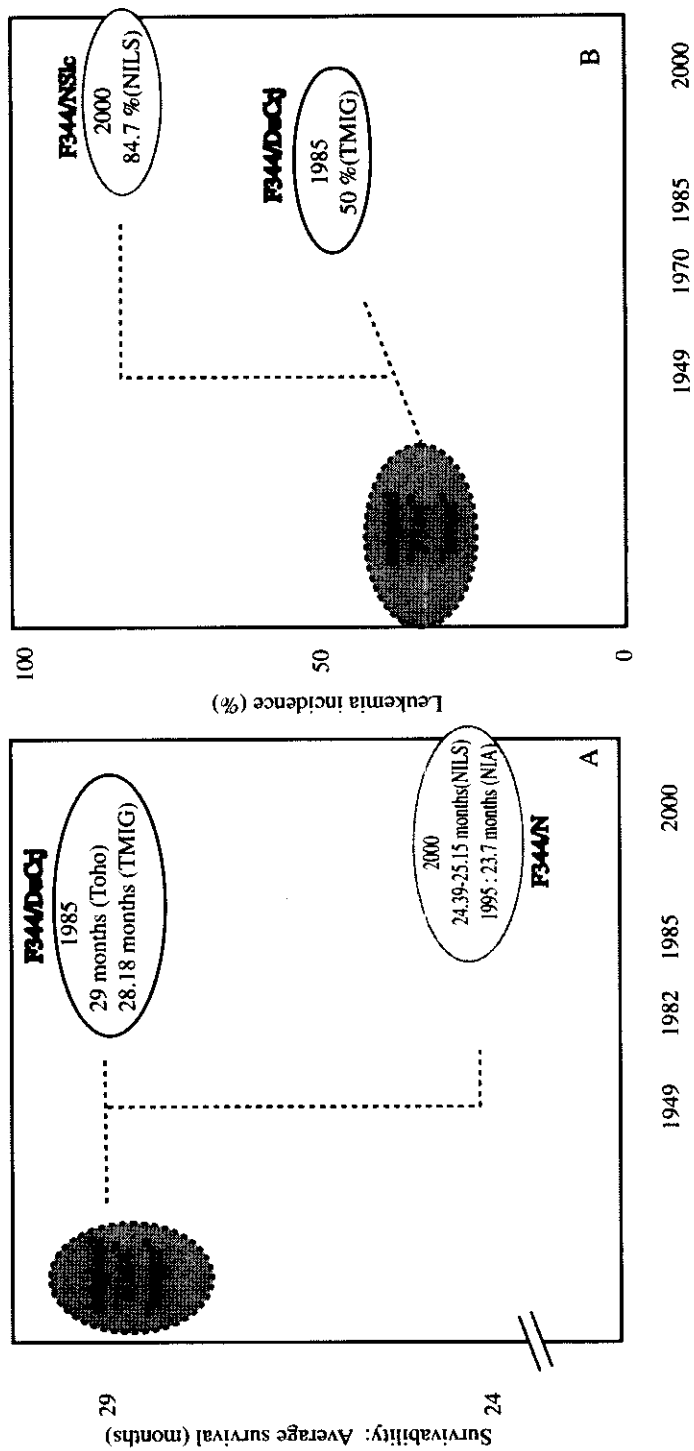 Survivability: Average survival (months)
29
24
F344/DuCrj
1985
29 months (Toho)
28.18 months (TMIG)
2000
24.39-25.15 months(NILS)
1995 : 23.7 months (NIA)
F344/N
A
1949 1982 1985 2000
Leukemia incidence (%)
100
50
0
F344/NSlc
2000
84.7 %(NILS)
F344/DuCrj
1985
50 %(TMIG)
B
1949 1970 1985 2000